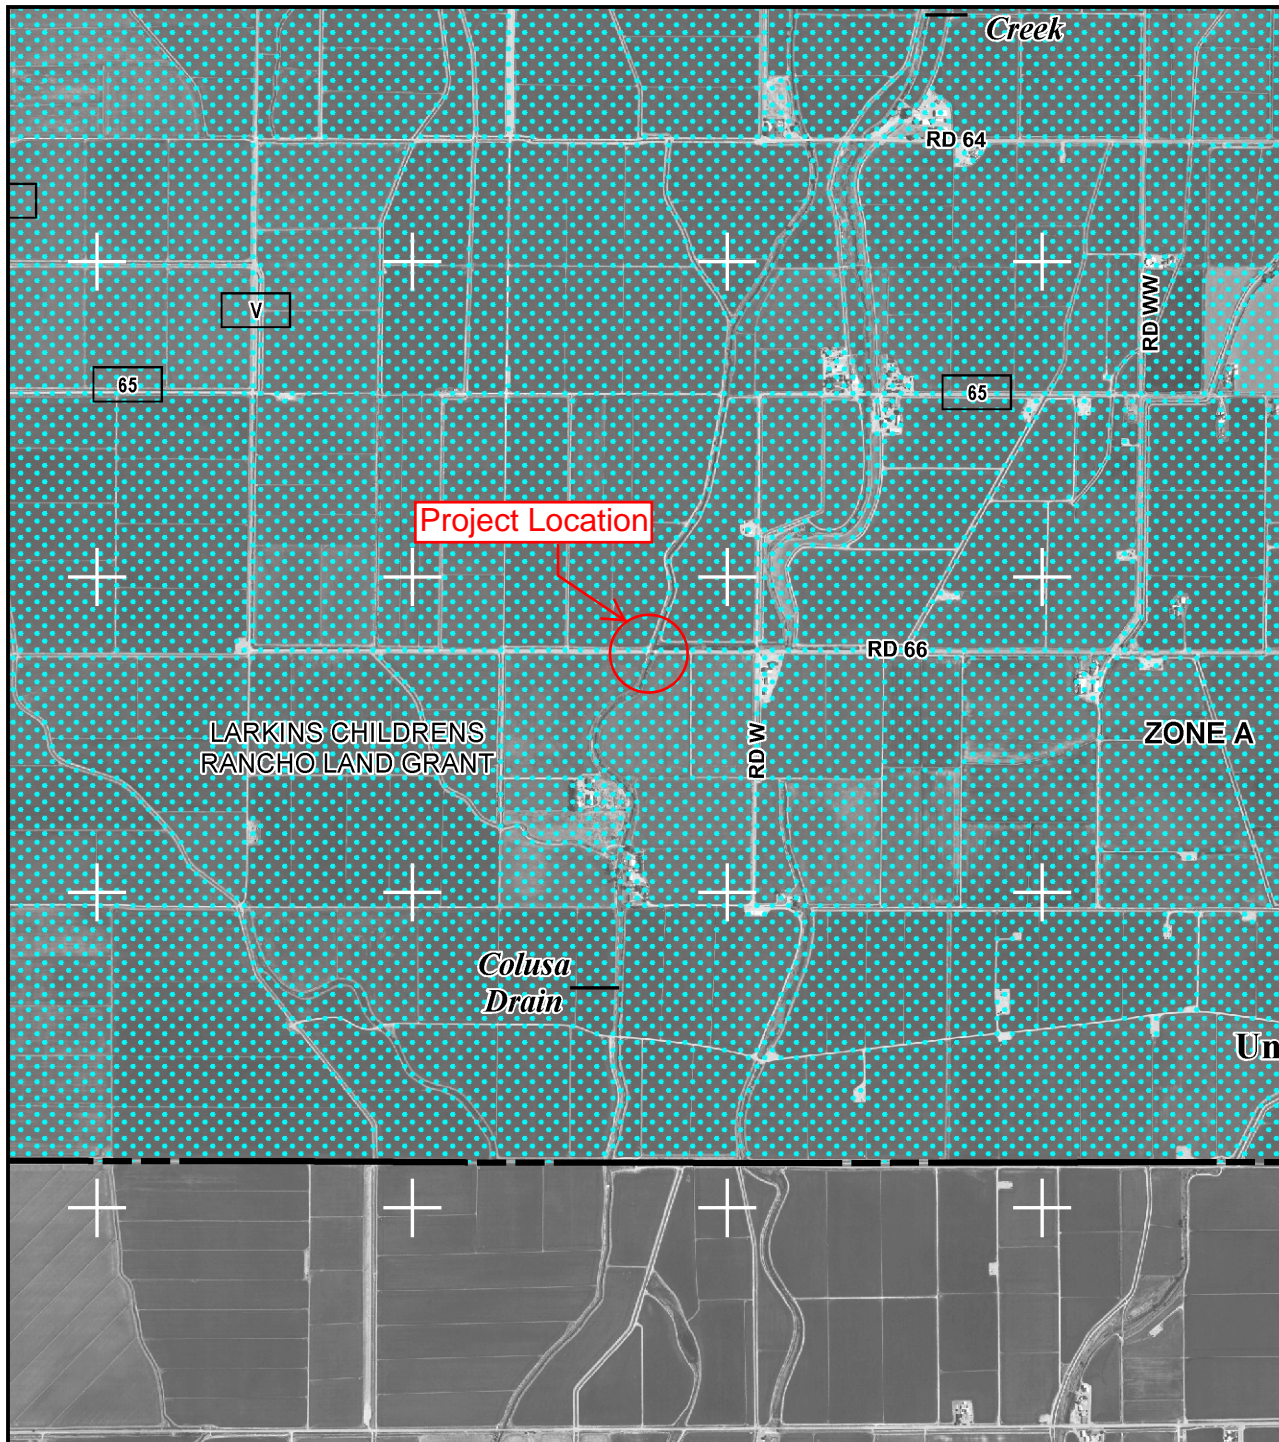 Creek
RD 64
V
RD WW
65
65
Project Location
RD 66
LARKINS CHILDRENS
RANCHO LAND GRANT
RD W
ZONE A
Colusa
Drain
Un